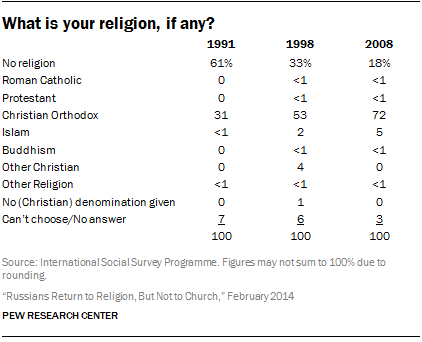 What is your religion, if any?
1991 1998 2008
No religion 61% 33% 18%
Roman Catholic 0 <1 <1
Protestant 0 <1 <1
Christian Orthodox 31 53 72
Islam <1 2 5
Buddhism 0 <1 <1
Other Christian 0 4 0
Other Religion <1 <1 <1
No (Christian) denomination given 0 1 0
Can't choose/No answer 7 6 3
100 100 100
Source: International Social Survey Programme. Figures may not sum to 100% due to
rounding.
“Russians Return to Religion, But Not to Church,” February 2014
PEW RESEARCH CENTER